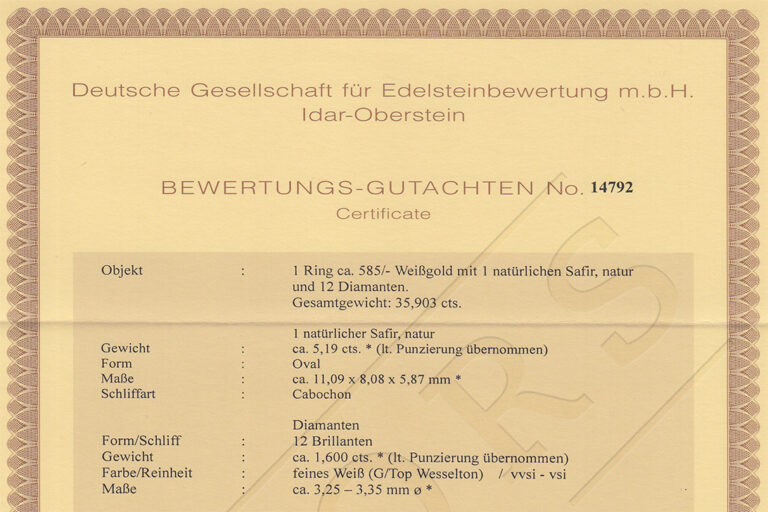 Deutsche Gesellschaft für Edelsteinbewertung m.b.H.
Idar-Oberstein
BEWERTUNGS-GUTACHTEN No. 14792
Certificate
Objekt : 1 Ring ca. 585/- Weißgold mit 1 natürlichen Safir, natur
und 12 Diamanten.
Gesamtgewicht: 35,903 cts.
1 natürlicher Safir, natur
Gewicht : ca. 5,19 cts. * (lt. Punzierung übernommen)
Form : Oval
Maße : ca. 11,09 x 8,08 x 5,87 mm *
Schliffart : Cabochon
Diamanten
Form/Schliff : 12 Brillanten
Gewicht : ca. 1,600 cts. * (lt. Punzierung übernommen)
Farbe/Reinheit : feines Weiß (G/Top Wesselton) / vvsi - vsi
Maße : ca. 3,25 – 3,35 mm ø *